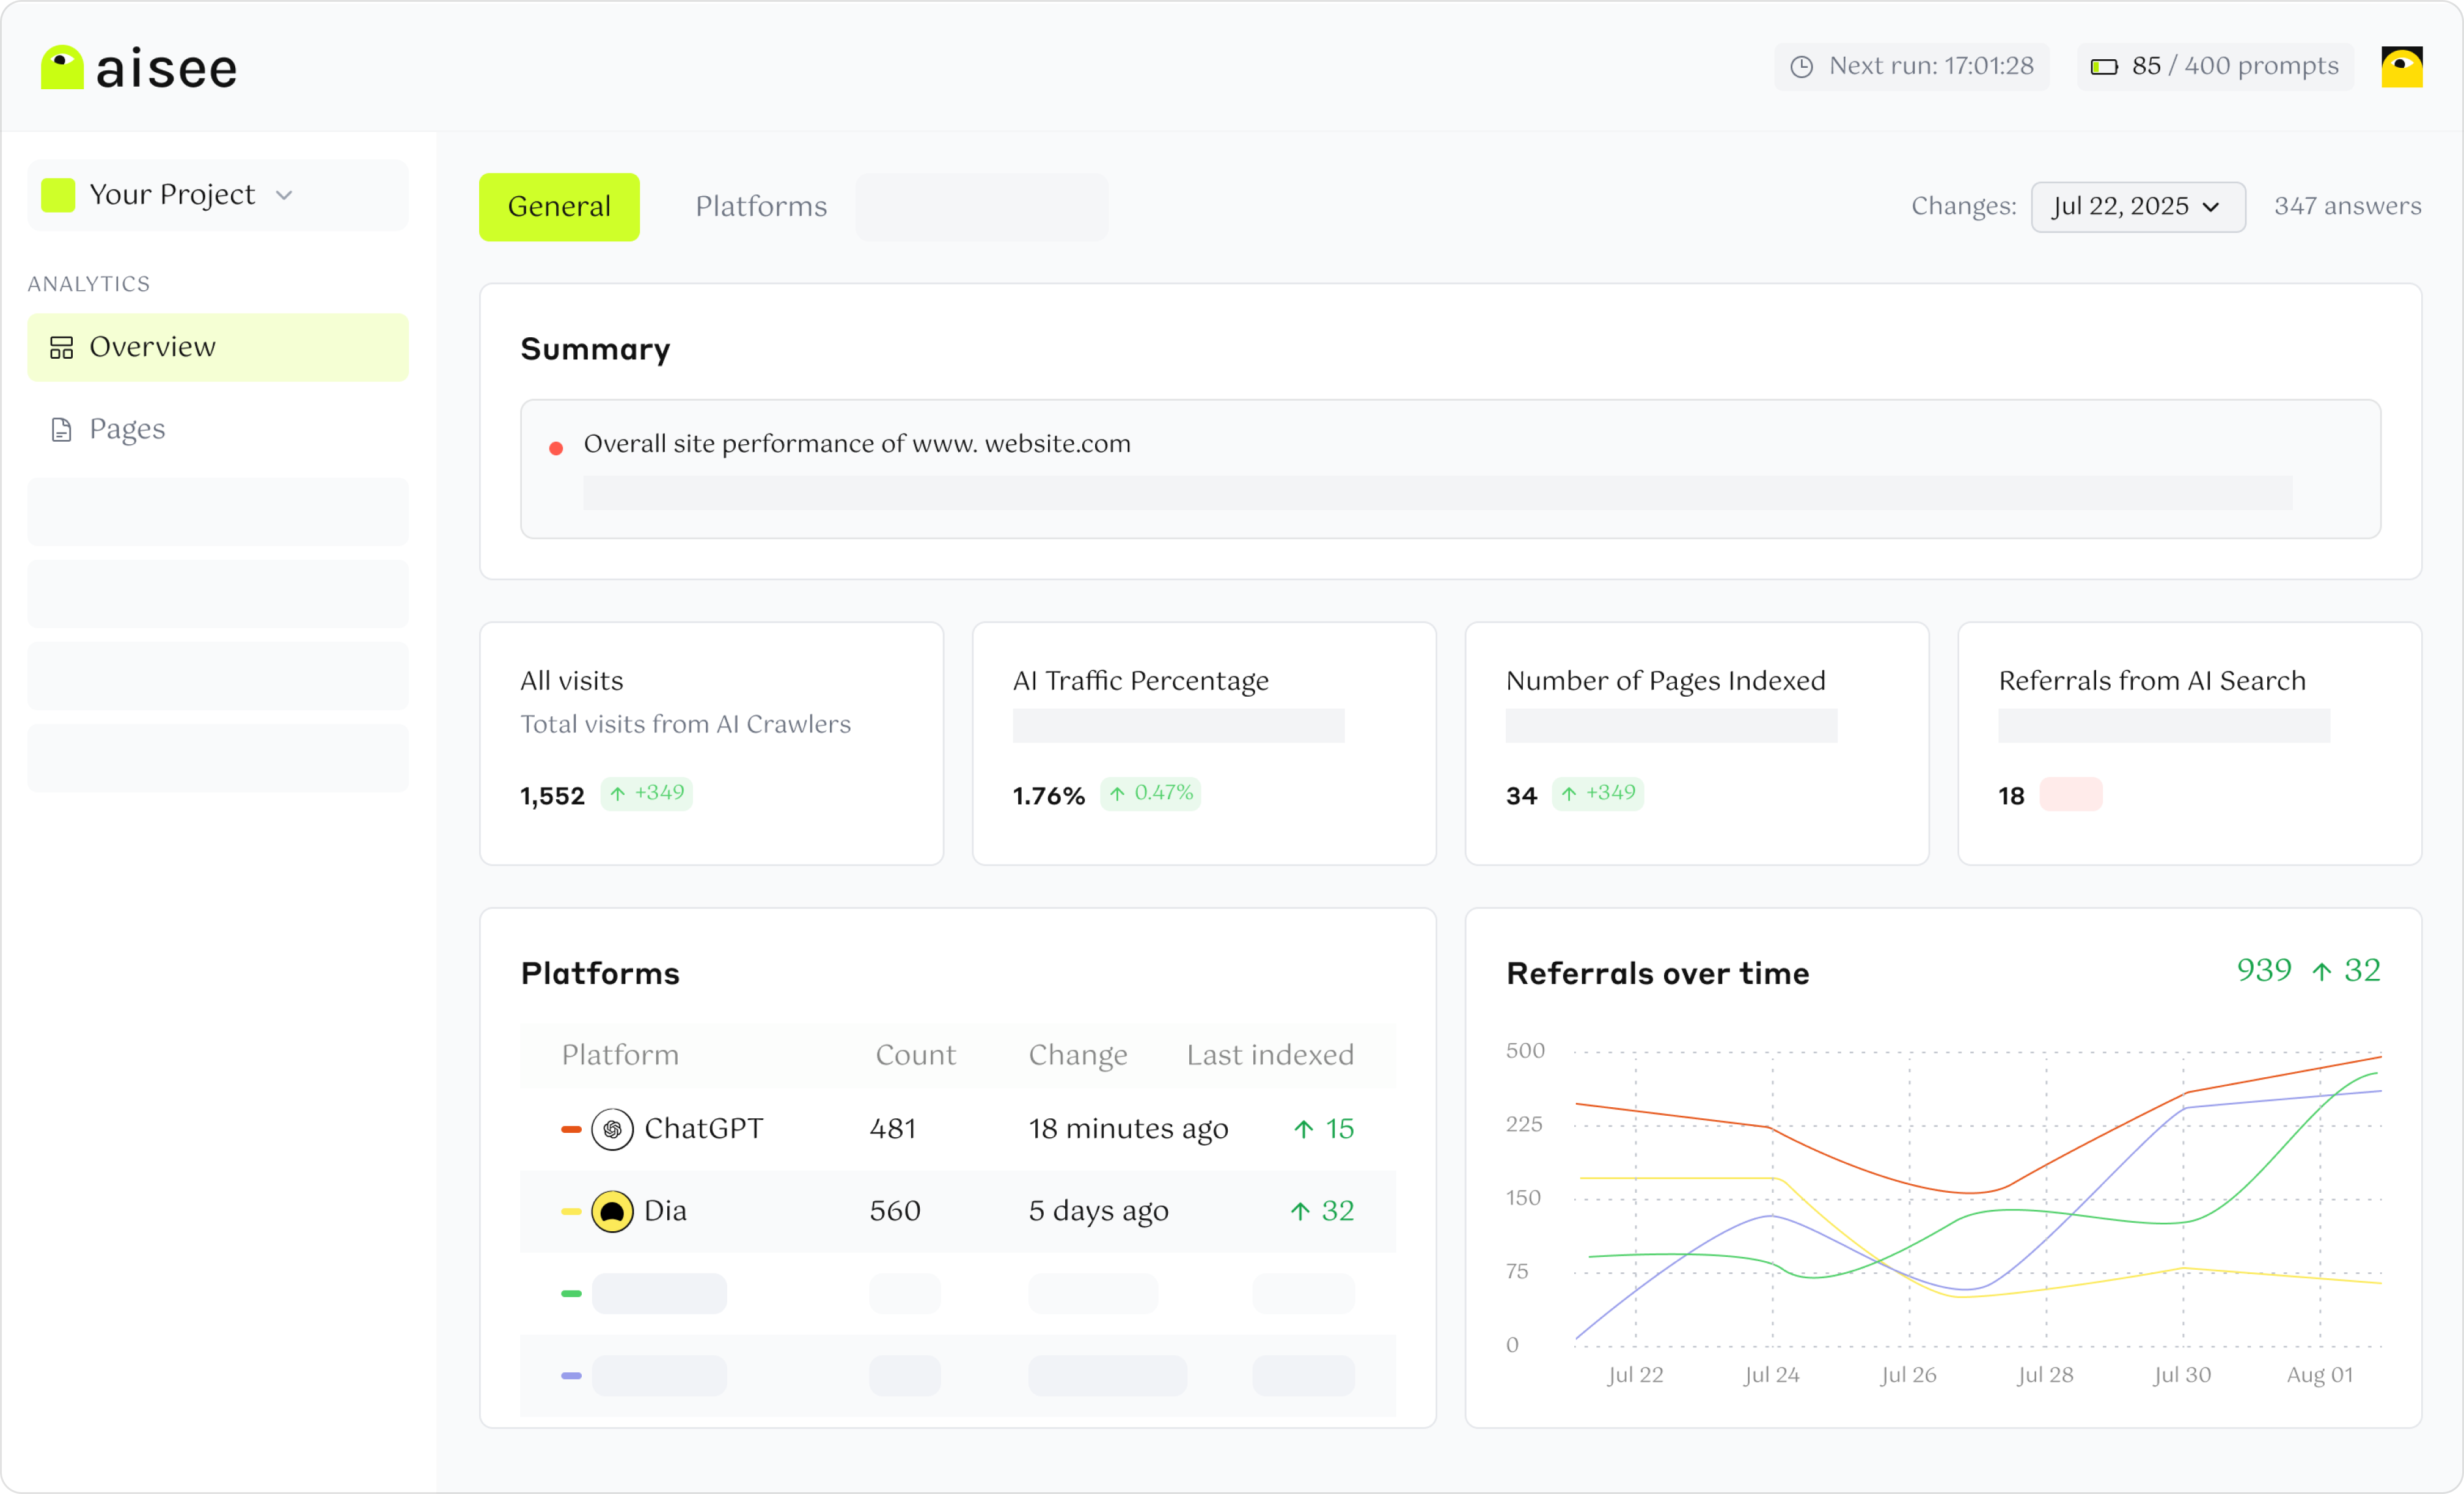 aisee
Next run: 17:01:28
85 / 400 prompts
Your Project
ANALYTICS
Overview
Pages
General
Platforms
Changes:
Jul 22, 2025
347 answers
Summary
Overall site performance of www. website.com
All visits
Total visits from AI Crawlers
1,552
+349
AI Traffic Percentage
1.76%
0.47%
Number of Pages Indexed
34
+349
Referrals from AI Search
18
Platforms
Platform Count Change Last indexed
ChatGPT 481 18 minutes ago ↑ 15
Dia 560 5 days ago ↑ 32
Referrals over time
939 ↑ 32
500
225
150
75
0
Jul 22 Jul 24 Jul 26 Jul 28 Jul 30 Aug 01